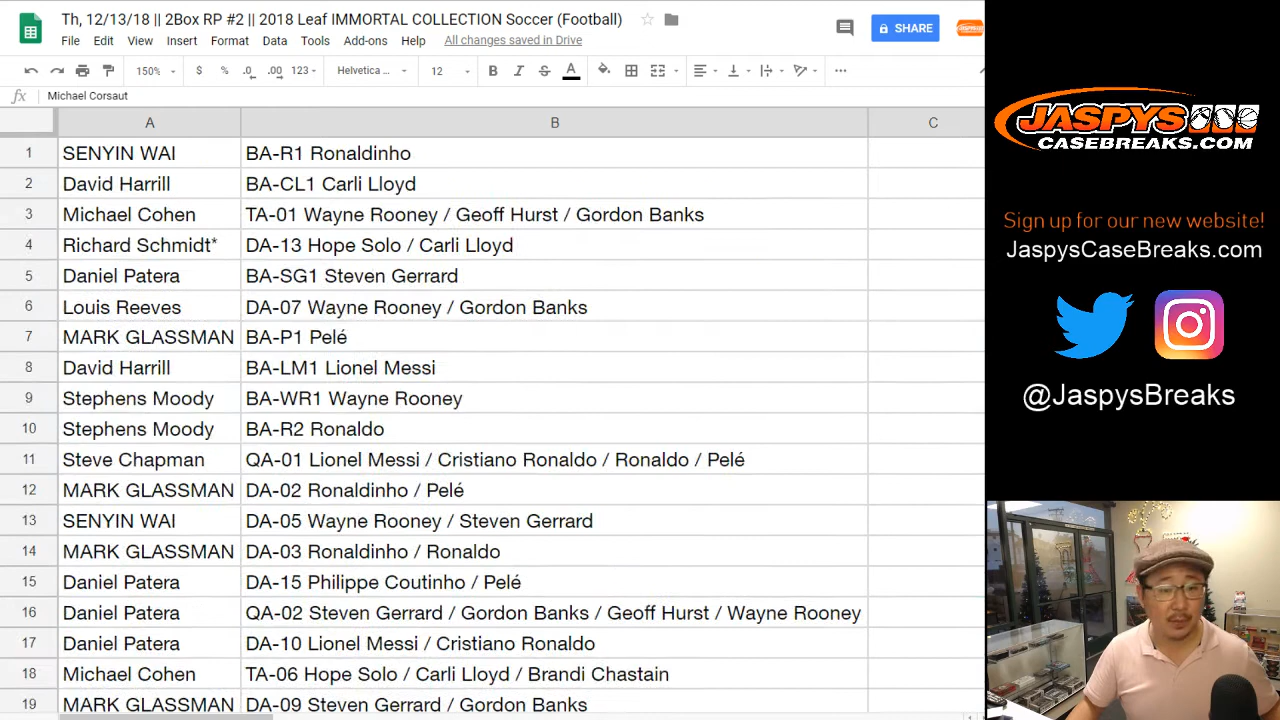 Th, 12/13/18 || 2Box RP #2 || 2018 Leaf IMMORTAL COLLECTION Soccer (Football)
File Edit View Insert Format Data Tools Add-ons Help All changes saved in Drive
SHARE
150% $ % .0 .00 123 Helvetica ... 12 B I S A
fx Michael Corsaut
A B C
1 SENYIN WAI BA-R1 Ronaldinho
2 David Harrill BA-CL1 Carli Lloyd
3 Michael Cohen TA-01 Wayne Rooney / Geoff Hurst / Gordon Banks
4 Richard Schmidt* DA-13 Hope Solo / Carli Lloyd
5 Daniel Patera BA-SG1 Steven Gerrard
6 Louis Reeves DA-07 Wayne Rooney / Gordon Banks
7 MARK GLASSMAN BA-P1 Pelé
8 David Harrill BA-LM1 Lionel Messi
9 Stephens Moody BA-WR1 Wayne Rooney
10 Stephens Moody BA-R2 Ronaldo
11 Steve Chapman QA-01 Lionel Messi / Cristiano Ronaldo / Ronaldo / Pelé
12 MARK GLASSMAN DA-02 Ronaldinho / Pelé
13 SENYIN WAI DA-05 Wayne Rooney / Steven Gerrard
14 MARK GLASSMAN DA-03 Ronaldinho / Ronaldo
15 Daniel Patera DA-15 Philippe Coutinho / Pelé
16 Daniel Patera QA-02 Steven Gerrard / Gordon Banks / Geoff Hurst / Wayne Rooney
17 Daniel Patera DA-10 Lionel Messi / Cristiano Ronaldo
18 Michael Cohen TA-06 Hope Solo / Carli Lloyd / Brandi Chastain
19 MARK GLASSMAN DA-09 Steven Gerrard / Gordon Banks
JASPYS
CASEBREAKS.COM
Sign up for our new website!
JaspysCaseBreaks.com
@JaspysBreaks